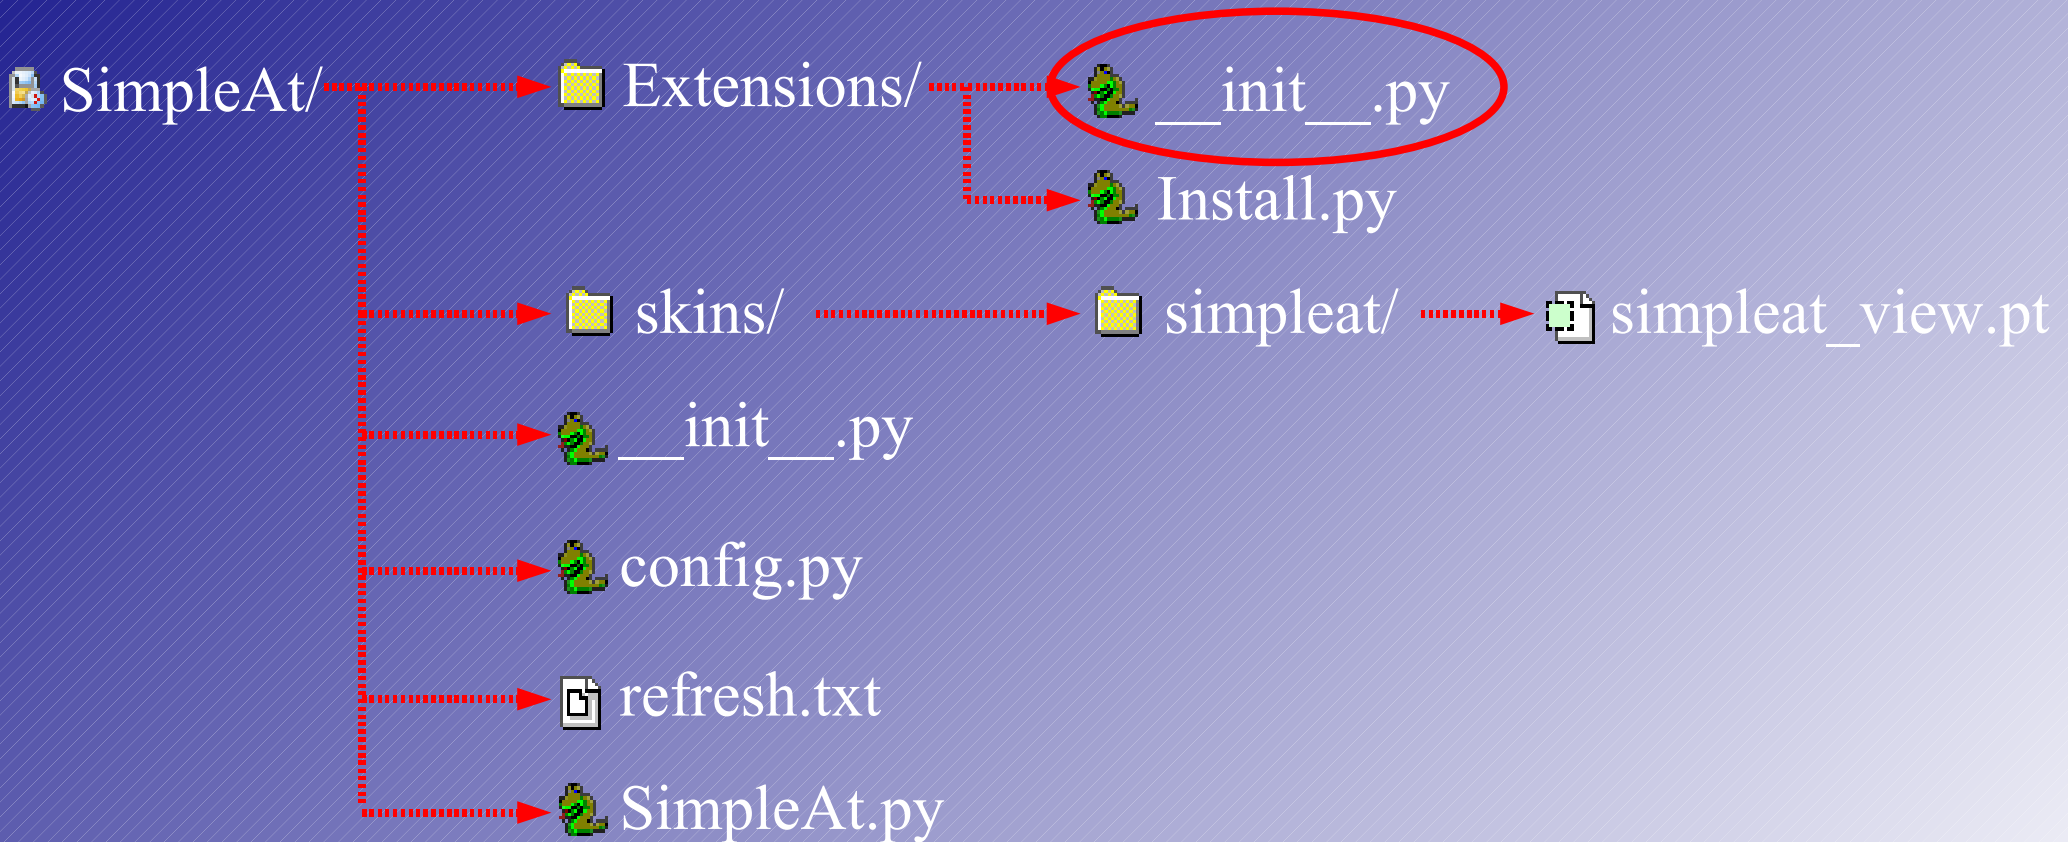 SimpleAt/ Extensions/ __init__.py
Install.py
skins/ simpleat/ simpleat_view.pt
__init__.py
config.py
refresh.txt
SimpleAt.py